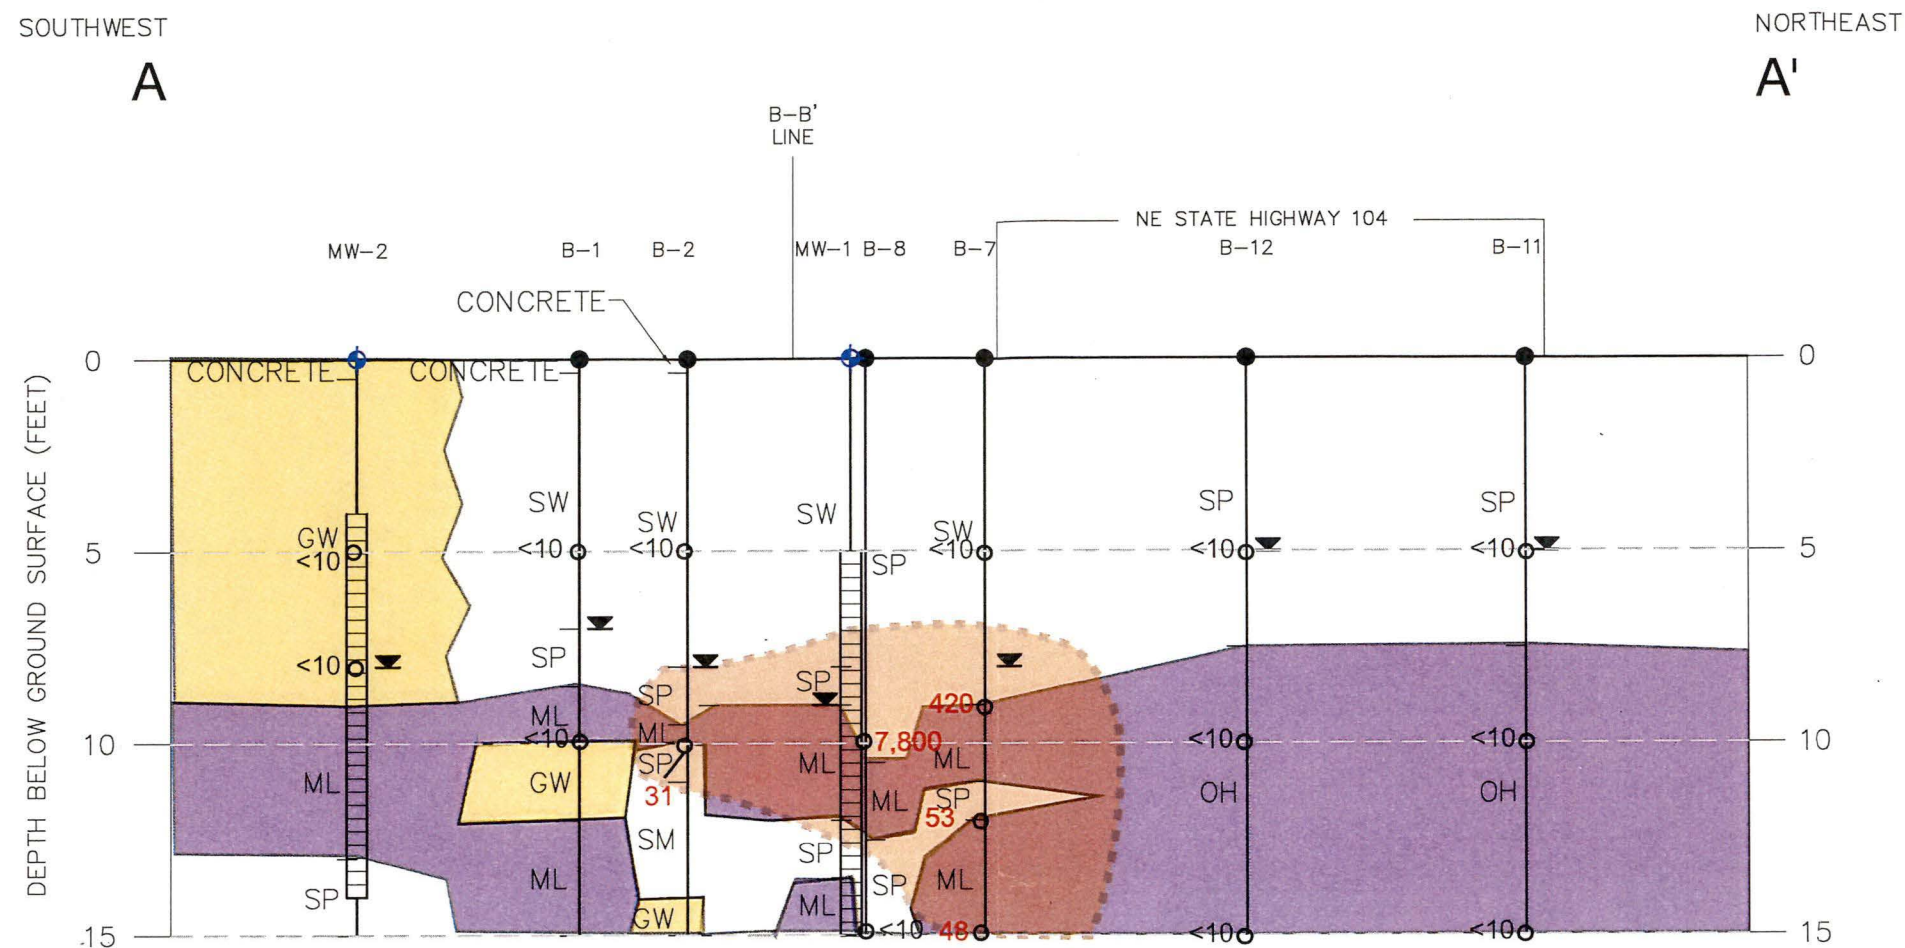 SOUTHWEST
NORTHEAST
A
A'
B-B'
LINE
NE STATE HIGHWAY 104
MW-2
B-1
B-2
MW-1
B-8
B-7
B-12
B-11
CONCRETE
0
0
CONCRETE
CONCRETE
DEPTH BELOW GROUND SURFACE (FEET)
SW
SW
SW
SW
SP
SP
GW
5
<10
<10
<10
<10
<10
<10
5
SP
<10
SP
SP
SP
420
ML
ML
10
<10
7,800
<10
<10
10
ML
GW
SP
ML
ML
OH
OH
31
ML
SP
53
SM
SP
ML
SP
ML
SP
ML
GW
15
<10
48
<10
<10
15